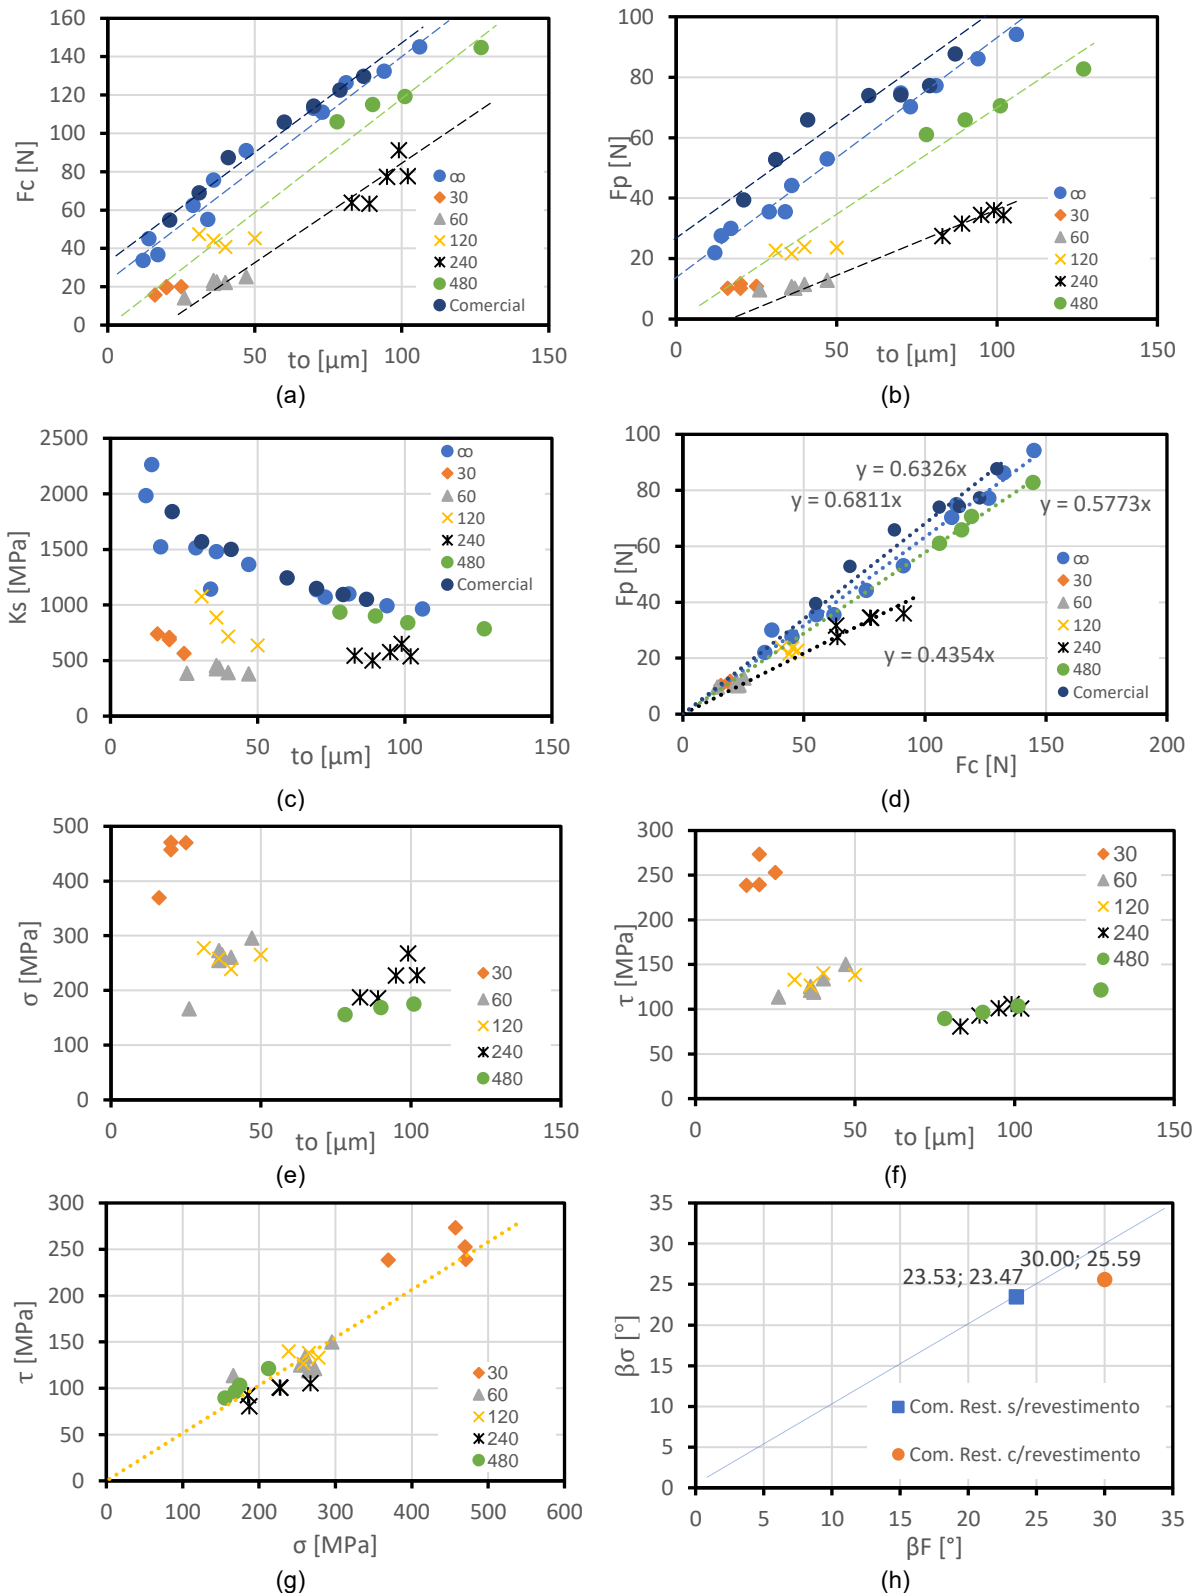 160
140
120
100
80
60
40
20
0
Fc [N]
0 50 100 150
to [µm]
∞
30
60
120
240
480
Comercial
(a)
100
80
60
40
20
0
Fp [N]
0 50 100 150
to [µm]
∞
30
60
120
240
480
(b)
2500
2000
1500
1000
500
0
Ks [MPa]
0 50 100 150
to [µm]
∞
30
60
120
240
480
Comercial
(c)
100
80
60
40
20
0
Fp [N]
y = 0.6326x
y = 0.6811x
y = 0.5773x
y = 0.4354x
0 50 100 150 200
Fc [N]
∞
30
60
120
240
480
Comercial
(d)
500
400
300
200
100
0
σ [MPa]
0 50 100 150
to [µm]
30
60
120
240
480
(e)
300
250
200
150
100
50
0
τ [MPa]
0 50 100 150
to [µm]
30
60
120
240
480
(f)
300
250
200
150
100
50
0
τ [MPa]
0 100 200 300 400 500 600
σ [MPa]
30
60
120
240
480
(g)
35
30
25
20
15
10
5
0
βσ [°]
30.00; 25.59
23.53; 23.47
Com. Rest. s/revestimento
Com. Rest. c/revestimento
0 5 10 15 20 25 30 35
βF [°]
(h)